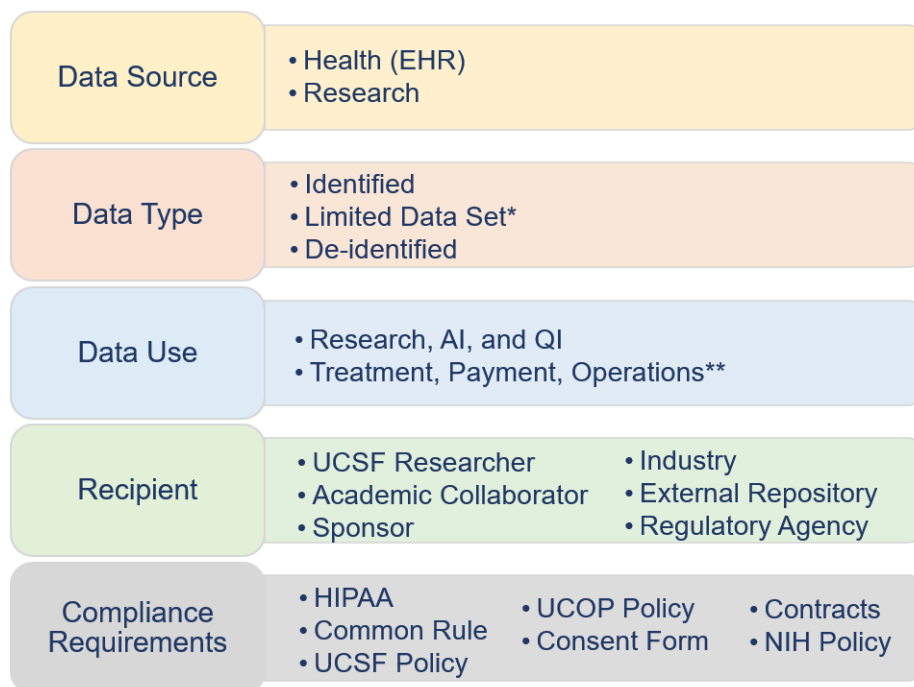 Data Source
• Health (EHR)
• Research
Data Type
• Identified
• Limited Data Set*
• De-identified
Data Use
• Research, AI, and QI
• Treatment, Payment, Operations**
Recipient
• UCSF Researcher
• Academic Collaborator
• Sponsor
• Industry
• External Repository
• Regulatory Agency
Compliance
Requirements
• HIPAA
• Common Rule
• UCSF Policy
• UCOP Policy
• Consent Form
• Contracts
• NIH Policy